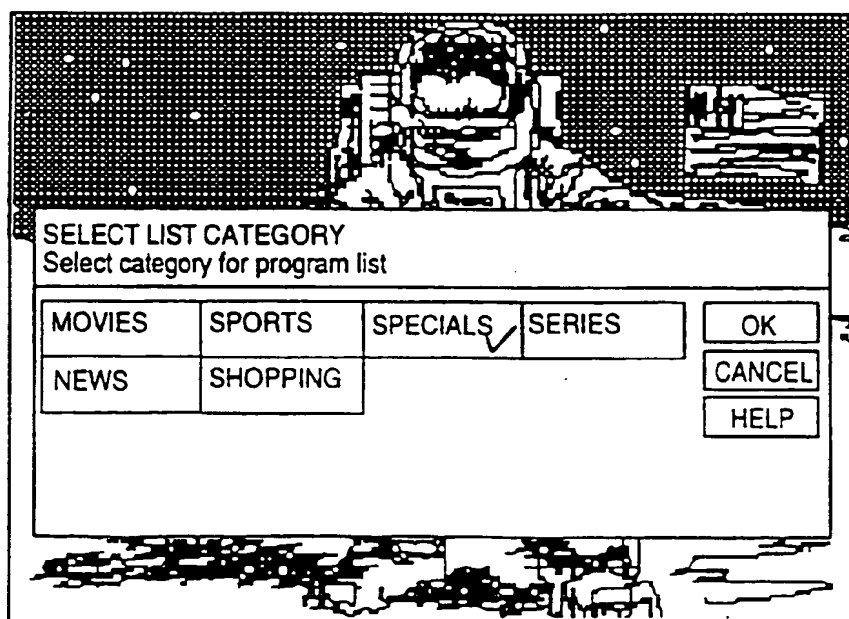 SELECT LIST CATEGORY
Select category for program list
MOVIES SPORTS SPECIALS SERIES OK
NEWS SHOPPING CANCEL
HELP